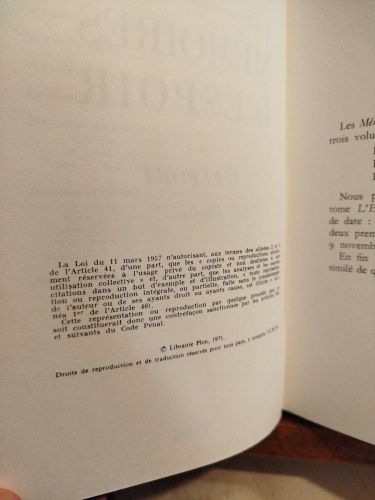 MÉMOIRES
D'ESPOIR
La Loi du 11 mars 1957 n'autorisant, aux termes des alinéas 2 et 3
de l'Article 41, d'une part, que les « copies ou reproductions strictement réservées à l'usage privé du copiste et non destinées à une
utilisation collective » et, d'autre part, que les analyses et les courtes
citations dans un but d'exemple et d'illustration, « toute représentation ou reproduction intégrale, ou partielle, faite sans le consentement
de l'auteur ou de ses ayants droit ou ayants cause, est illicite » (alinéa 1er de l'Article 40).
Cette représentation ou reproduction par quelque procédé que ce
soit constituerait donc une contrefaçon sanctionnée par les articles 425
et suivants du Code Pénal.
© Librairie Plon, 1971.
Droits de reproduction et de traduction réservés pour tous pays, y compris l'U.R.S.S.
Les Mé
trois volu
Nous p
tome L'E
de date :
deux prem
9 novemb
En fin
similé de q